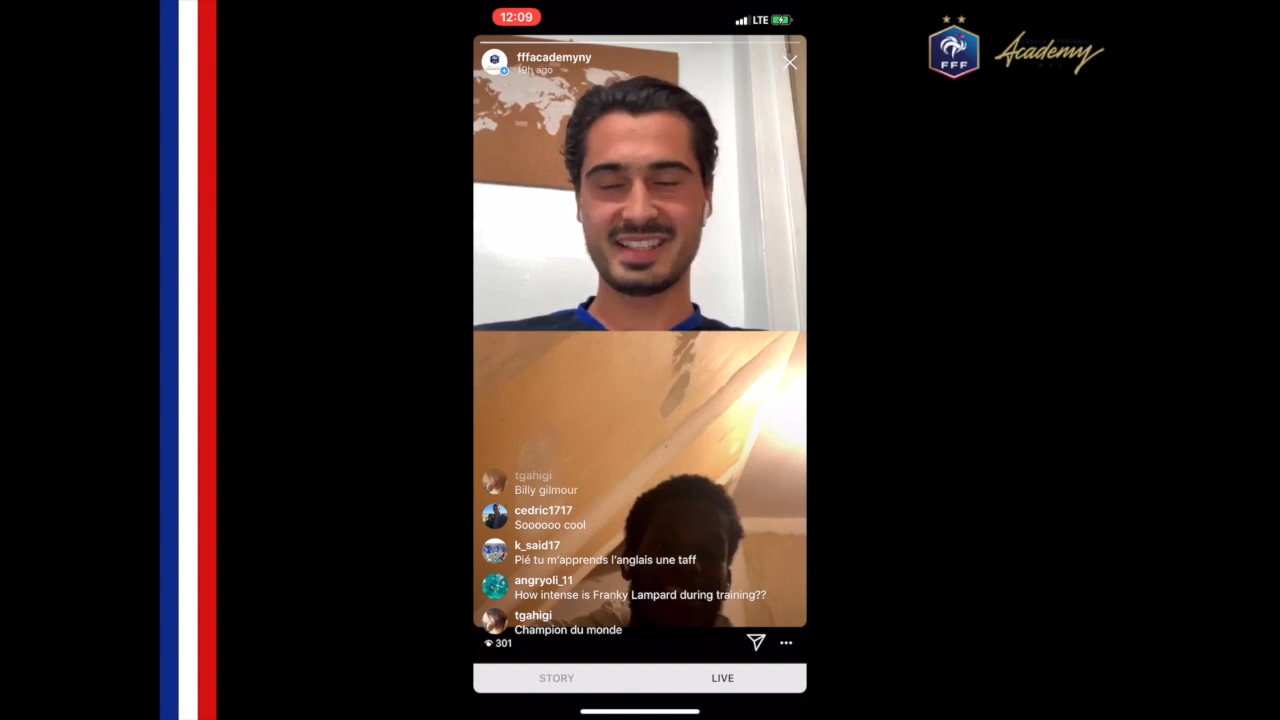 12:09
LTE
fffacademyny
19h ago
FFF
Academy
tgahigi
Billy gilmour
cedric1717
Soooooo cool
k_said17
Pié tu m'apprends l'anglais une taff
angryoli_11
How intense is Franky Lampard during training??
tgahigi
Champion du monde
301
STORY
LIVE